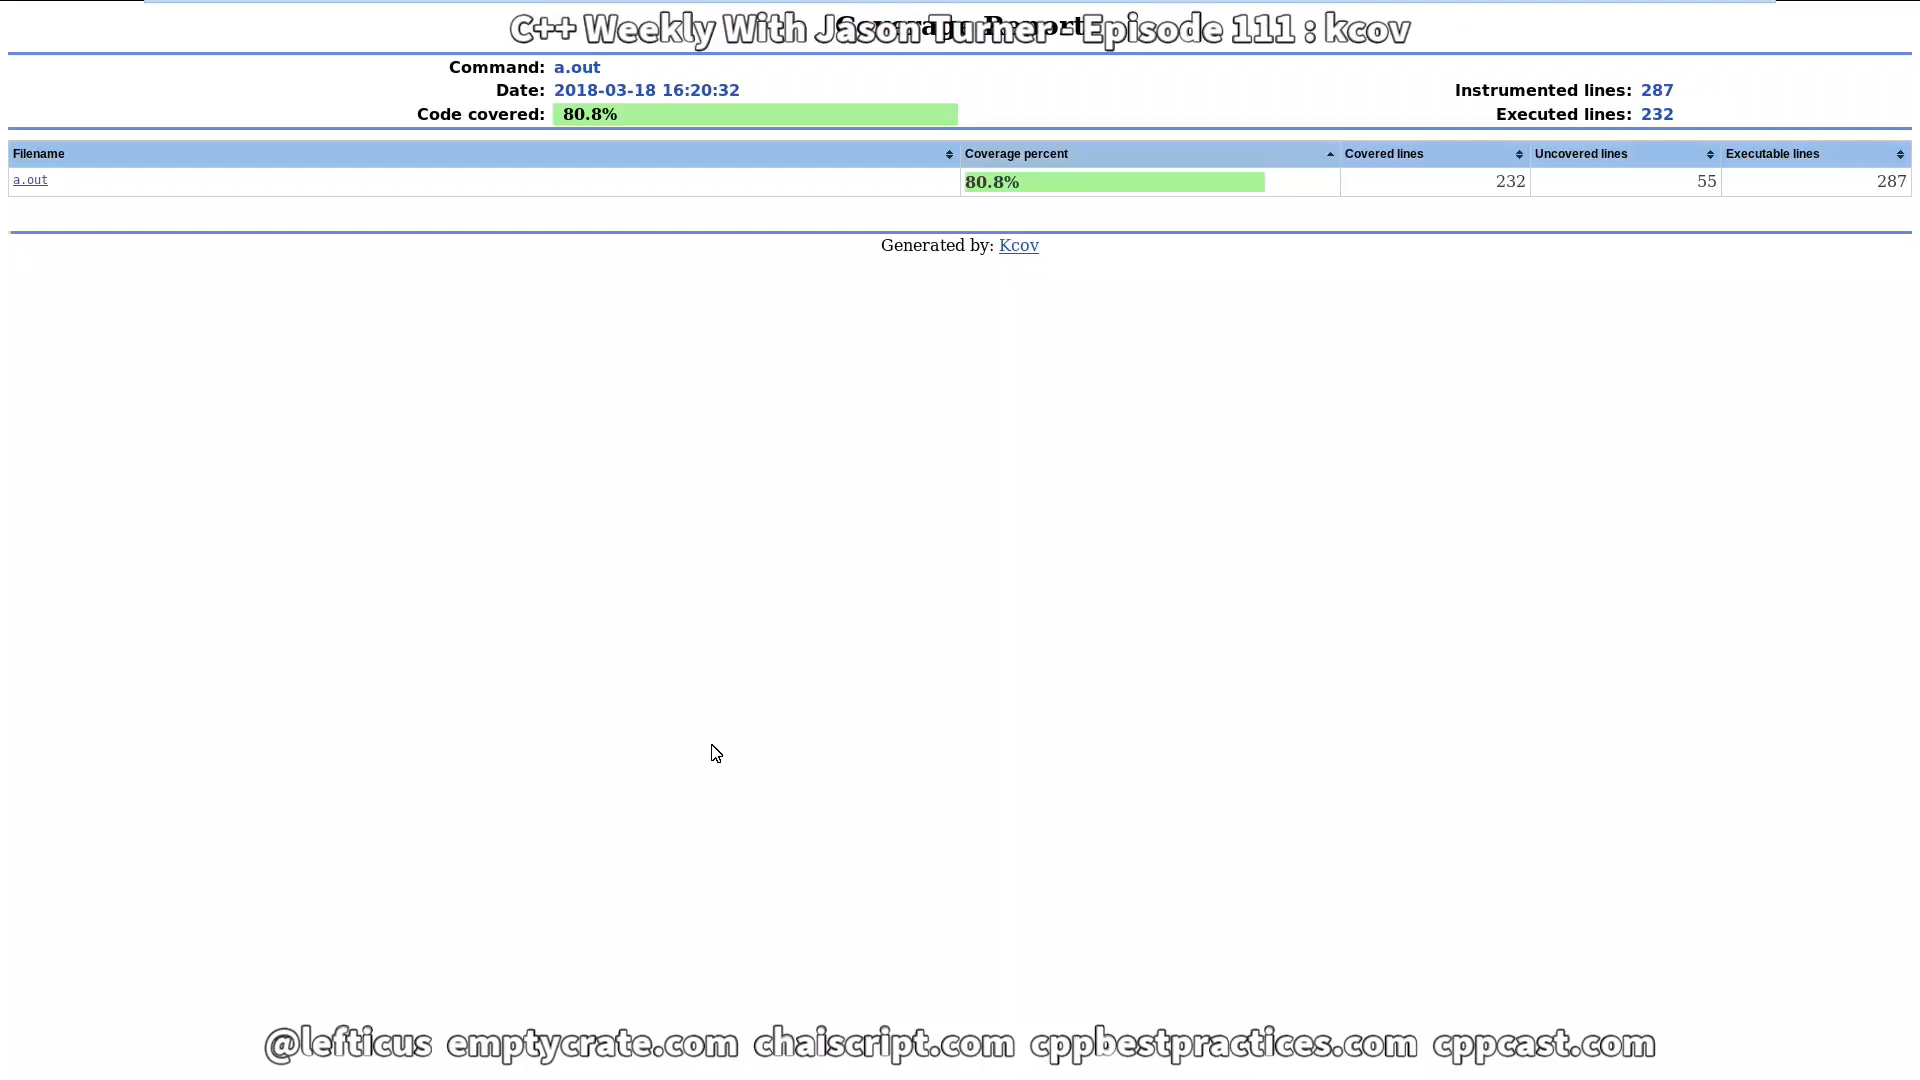 Coverage Report
C++ Weekly With Jason Turner - Episode 111 : kcov
Command: a.out
Date: 2018-03-18 16:20:32 Instrumented lines: 287
Code covered: 80.8% Executed lines: 232
Filename Coverage percent Covered lines Uncovered lines Executable lines
a.out 80.8% 232 55 287
Generated by: Kcov
@lefticus emptycrate.com chaiscript.com cppbestpractices.com cppcast.com